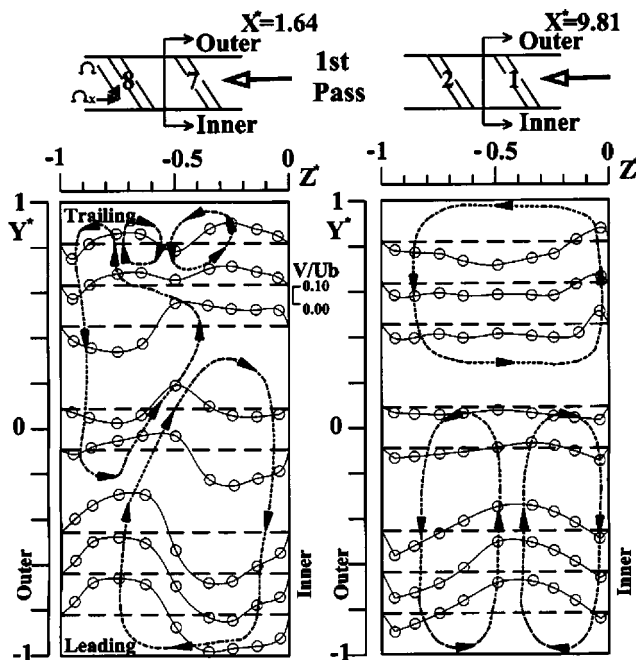 X*=1.64
Outer
Ω
Ωx
8
7
1st
Pass
Inner
X*=9.81
Outer
2
1
Inner
-1
-0.5
0
Z*
-1
-0.5
0
Z*
1
Y*
Trailing
V/Ub
0.10
0.00
0
Outer
Inner
Leading
-1
1
Y*
0
Outer
Inner
-1